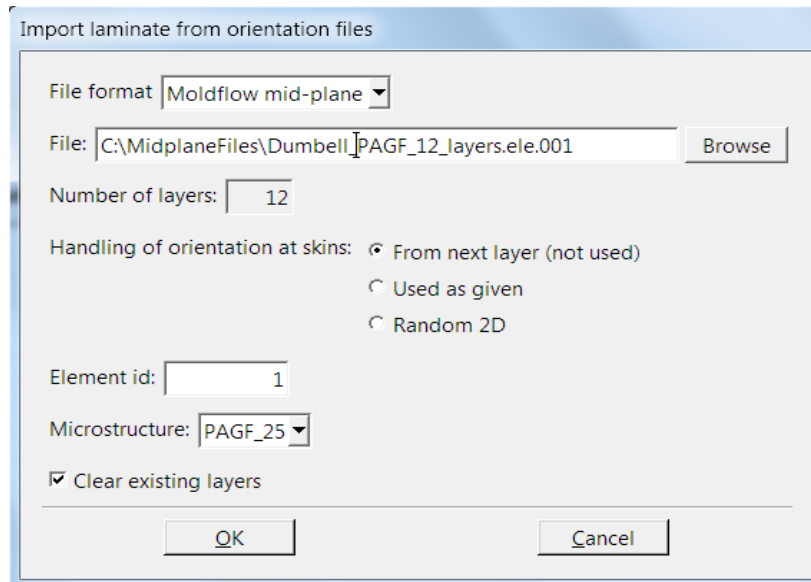 Import laminate from orientation files
File format Moldflow mid-plane
File: C:\MidplaneFiles\Dumbell_PAGF_12_layers.ele.001 Browse
Number of layers: 12
Handling of orientation at skins: From next layer (not used)
Used as given
Random 2D
Element id: 1
Microstructure: PAGF_25
Clear existing layers
OK Cancel